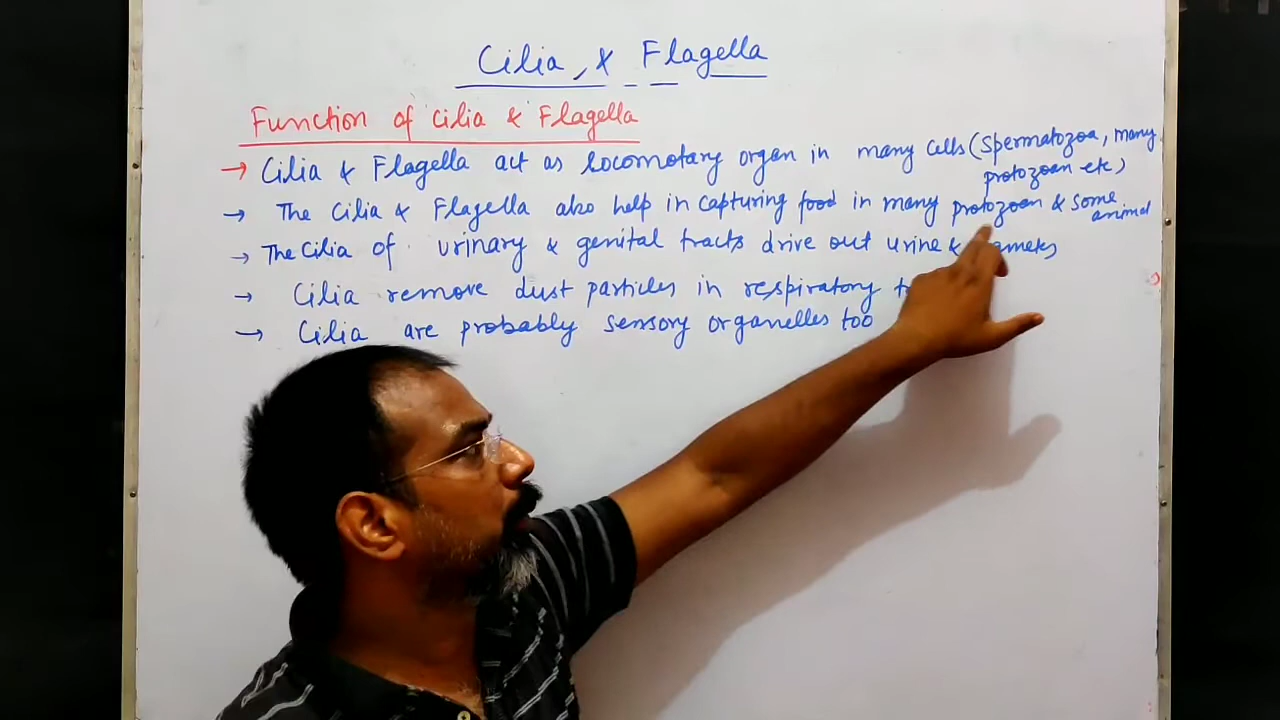 Cilia, & Flagella
Function of Cilia & Flagella
→ Cilia & Flagella act as locomotary organ in many cells (Spermatozoa, many
protozoan etc)
→ The Cilia & Flagella also help in capturing food in many protozoan & some
animal
→ The Cilia of urinary & genital tracts drive out urine &
→ Cilia remove dust particles in respiratory
→ Cilia are probably sensory organelles too